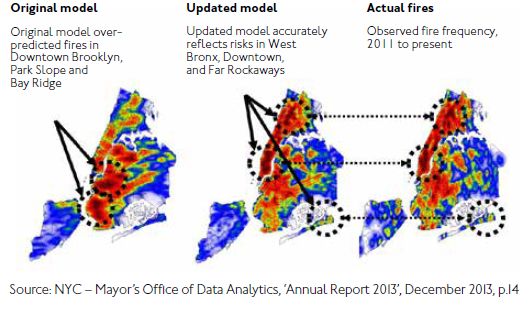 Original model
Original model over-
predicted fires in
Downtown Brooklyn,
Park Slope and
Bay Ridge
Updated model
Updated model accurately
reflects risks in West
Bronx, Downtown,
and Far Rockaways
Actual fires
Observed fire frequency,
2011 to present
Source: NYC – Mayor's Office of Data Analytics, 'Annual Report 2013', December 2013, p.14